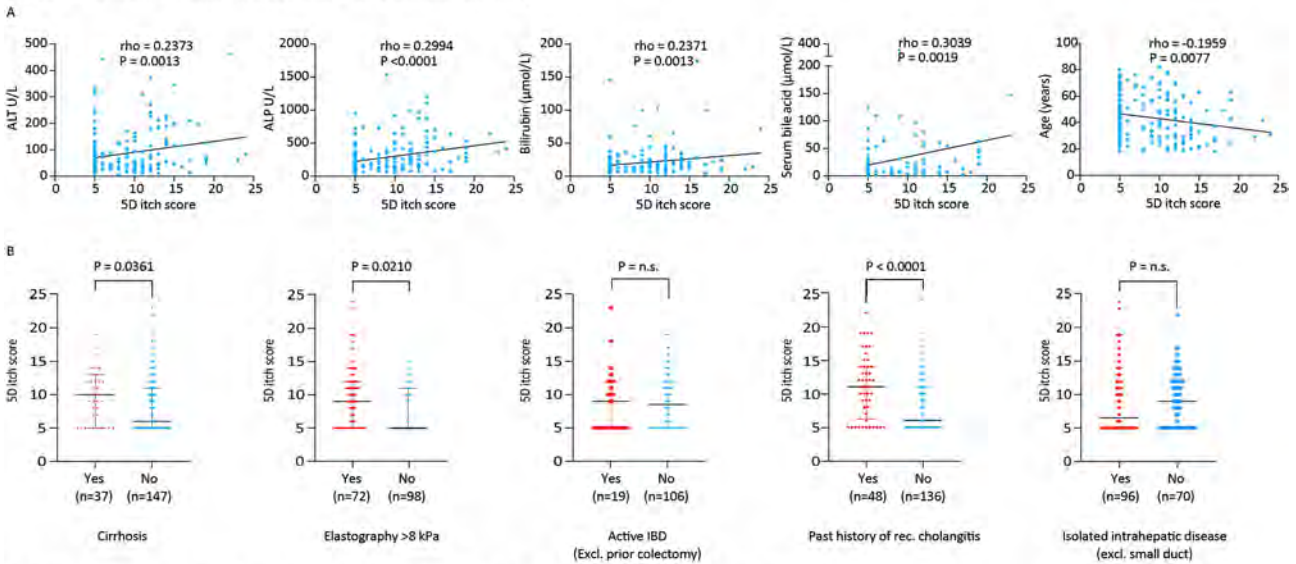 A
rho = 0.2373
P = 0.0013
ALT U/L
500
400
300
200
100
0
0 5 10 15 20 25
5D itch score
rho = 0.2994
P <0.0001
ALP U/L
2000
1500
1000
500
0
0 5 10 15 20 25
5D itch score
rho = 0.2371
P = 0.0013
Bilirubin (µmol/L)
200
150
100
50
0
0 5 10 15 20 25
5D itch score
rho = 0.3039
P = 0.0019
Serum bile acid (µmol/L)
400
200
150
100
50
0
0 5 10 15 20 25
5D itch score
rho = -0.1959
P = 0.0077
Age (years)
100
80
60
40
20
0
0 5 10 15 20 25
5D itch score
B
P = 0.0361
5D itch score
25
20
15
10
5
0
Yes No
(n=37) (n=147)
Cirrhosis
P = 0.0210
5D itch score
25
20
15
10
5
0
Yes No
(n=72) (n=98)
Elastography >8 kPa
P = n.s.
5D itch score
25
20
15
10
5
0
Yes No
(n=19) (n=106)
Active IBD
(Excl. prior colectomy)
P < 0.0001
5D itch score
25
20
15
10
5
0
Yes No
(n=48) (n=136)
Past history of rec. cholangitis
P = n.s.
5D itch score
25
20
15
10
5
0
Yes No
(n=96) (n=70)
Isolated intrahepatic disease
(excl. small duct)